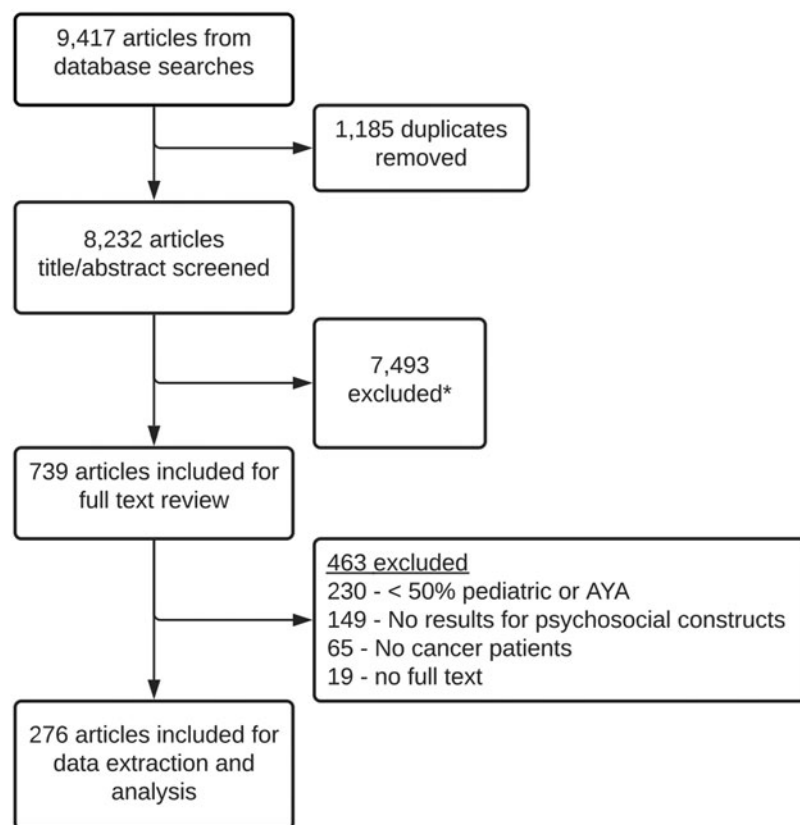 9,417 articles from
database searches
1,185 duplicates
removed
8,232 articles
title/abstract screened
7,493
excluded*
739 articles included for
full text review
463 excluded
230 - < 50% pediatric or AYA
149 - No results for psychosocial constructs
65 - No cancer patients
19 - no full text
276 articles included for
data extraction and
analysis